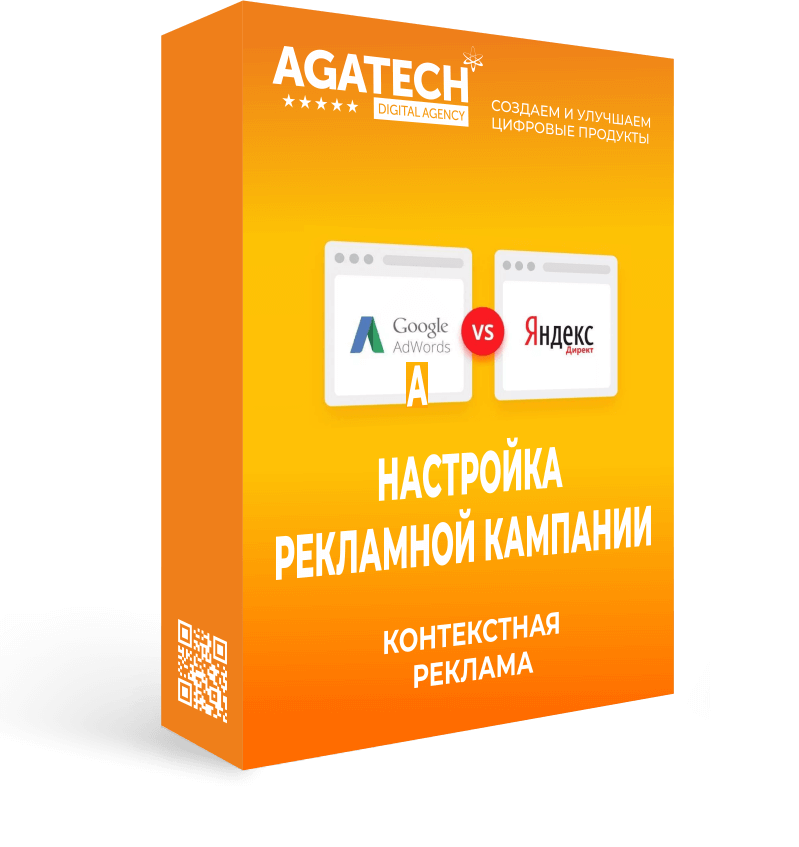 AGATECH
DIGITAL AGENCY
СОЗДАЕМ И УЛУЧШАЕМ
ЦИФРОВЫЕ ПРОДУКТЫ
Google
AdWords
VS
Яндекс
Директ
А
НАСТРОЙКА
РЕКЛАМНОЙ КАМПАНИИ
КОНТЕКСТНАЯ
РЕКЛАМА